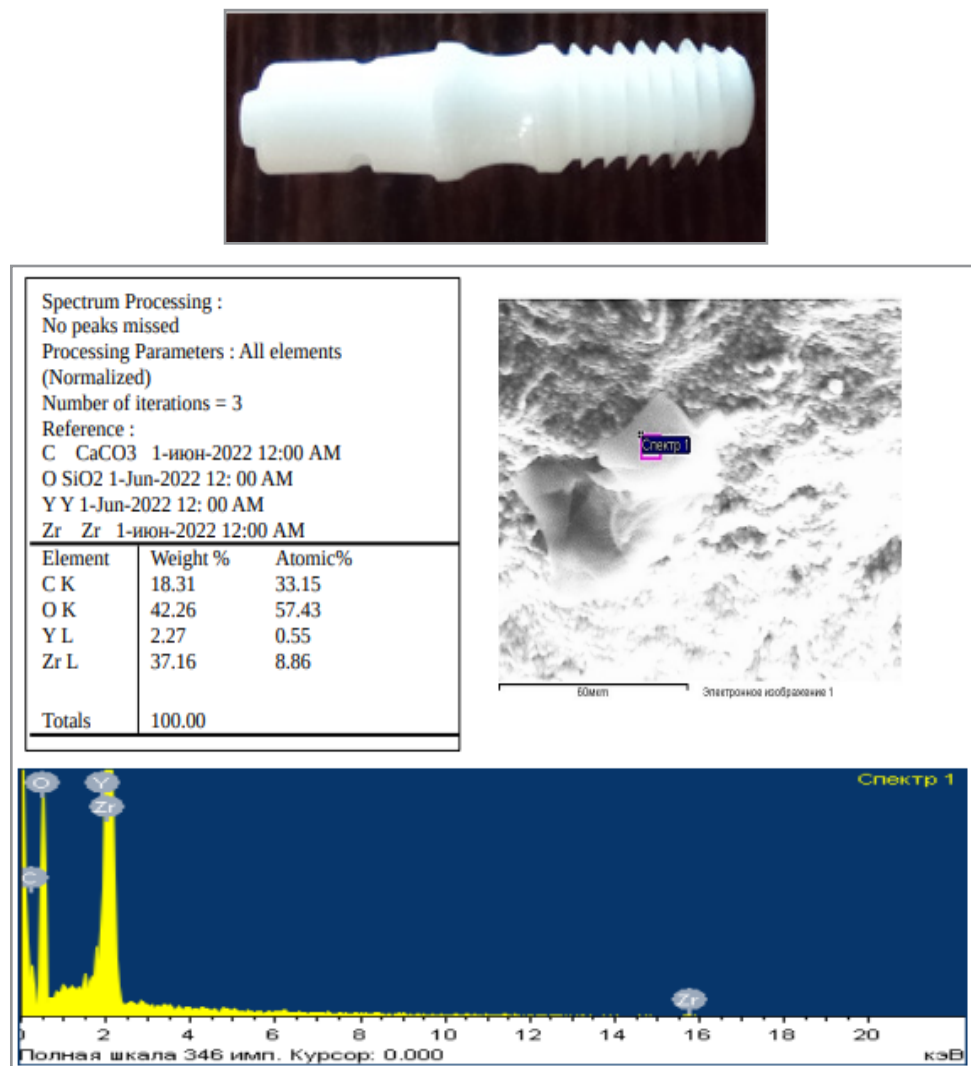 Spectrum Processing :
No peaks missed
Processing Parameters : All elements
(Normalized)
Number of iterations = 3
Reference :
C CaCO3 1-июн-2022 12:00 AM
O SiO2 1-Jun-2022 12: 00 AM
Y Y 1-Jun-2022 12: 00 AM
Zr Zr 1-июн-2022 12:00 AM
Element Weight % Atomic%
C K 18.31 33.15
O K 42.26 57.43
Y L 2.27 0.55
Zr L 37.16 8.86
Totals 100.00
Спектр 1
60мкm Электронное изображение 1
Спектр 1
O Y
Zr
C
Zr
0 2 4 6 8 10 12 14 16 18 20
Полная шкала 346 имп. Курсор: 0.000 кэВ